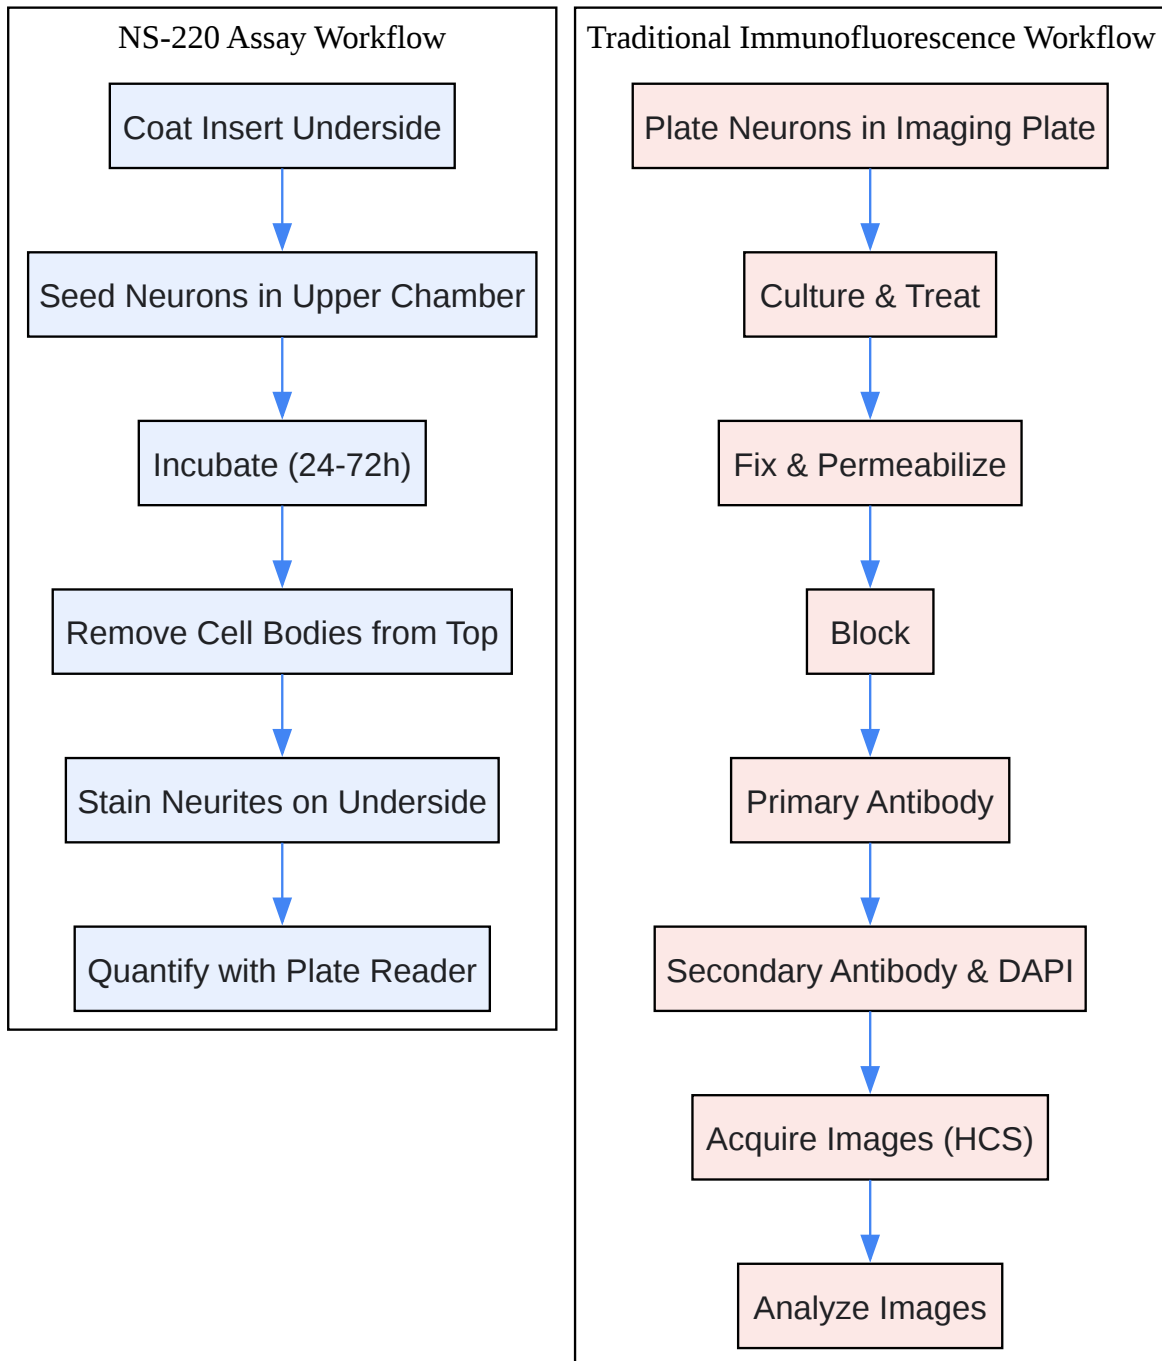 NS-220 Assay Workflow
Coat Insert Underside
Seed Neurons in Upper Chamber
Incubate (24-72h)
Remove Cell Bodies from Top
Stain Neurites on Underside
Quantify with Plate Reader
Traditional Immunofluorescence Workflow
Plate Neurons in Imaging Plate
Culture & Treat
Fix & Permeabilize
Block
Primary Antibody
Secondary Antibody & DAPI
Acquire Images (HCS)
Analyze Images